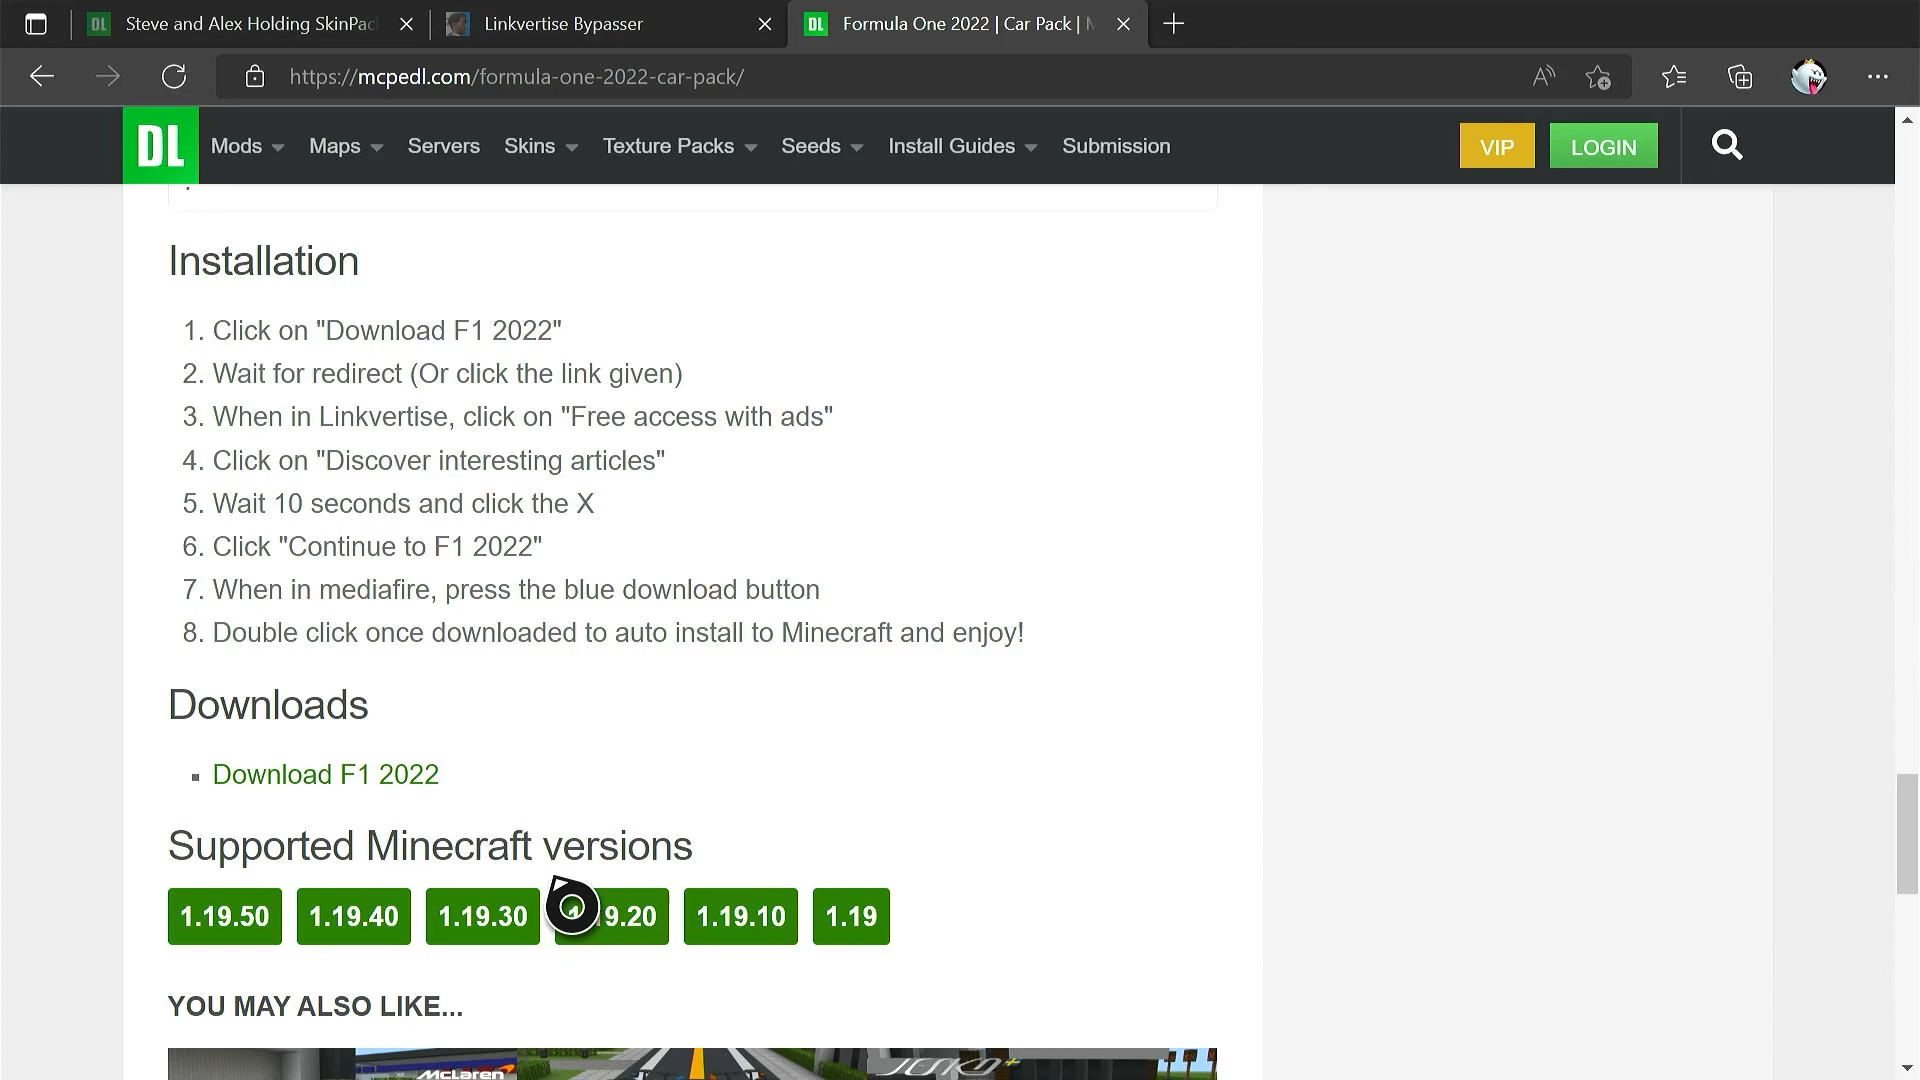 Steve and Alex Holding SkinPac
Linkvertise Bypasser
DL Formula One 2022 | Car Pack |
https://mcpedl.com/formula-one-2022-car-pack/
DL Mods Maps Servers Skins Texture Packs Seeds Install Guides Submission VIP LOGIN
Installation
1. Click on "Download F1 2022"
2. Wait for redirect (Or click the link given)
3. When in Linkvertise, click on "Free access with ads"
4. Click on "Discover interesting articles"
5. Wait 10 seconds and click the X
6. Click "Continue to F1 2022"
7. When in mediafire, press the blue download button
8. Double click once downloaded to auto install to Minecraft and enjoy!
Downloads
Download F1 2022
Supported Minecraft versions
1.19.50 1.19.40 1.19.30 1.19.20 1.19.10 1.19
YOU MAY ALSO LIKE...
McLaren